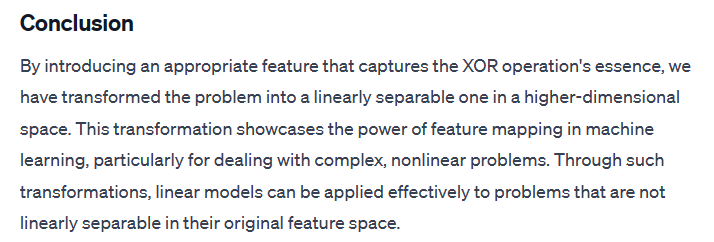 Conclusion
By introducing an appropriate feature that captures the XOR operation's essence, we
have transformed the problem into a linearly separable one in a higher-dimensional
space. This transformation showcases the power of feature mapping in machine
learning, particularly for dealing with complex, nonlinear problems. Through such
transformations, linear models can be applied effectively to problems that are not
linearly separable in their original feature space.